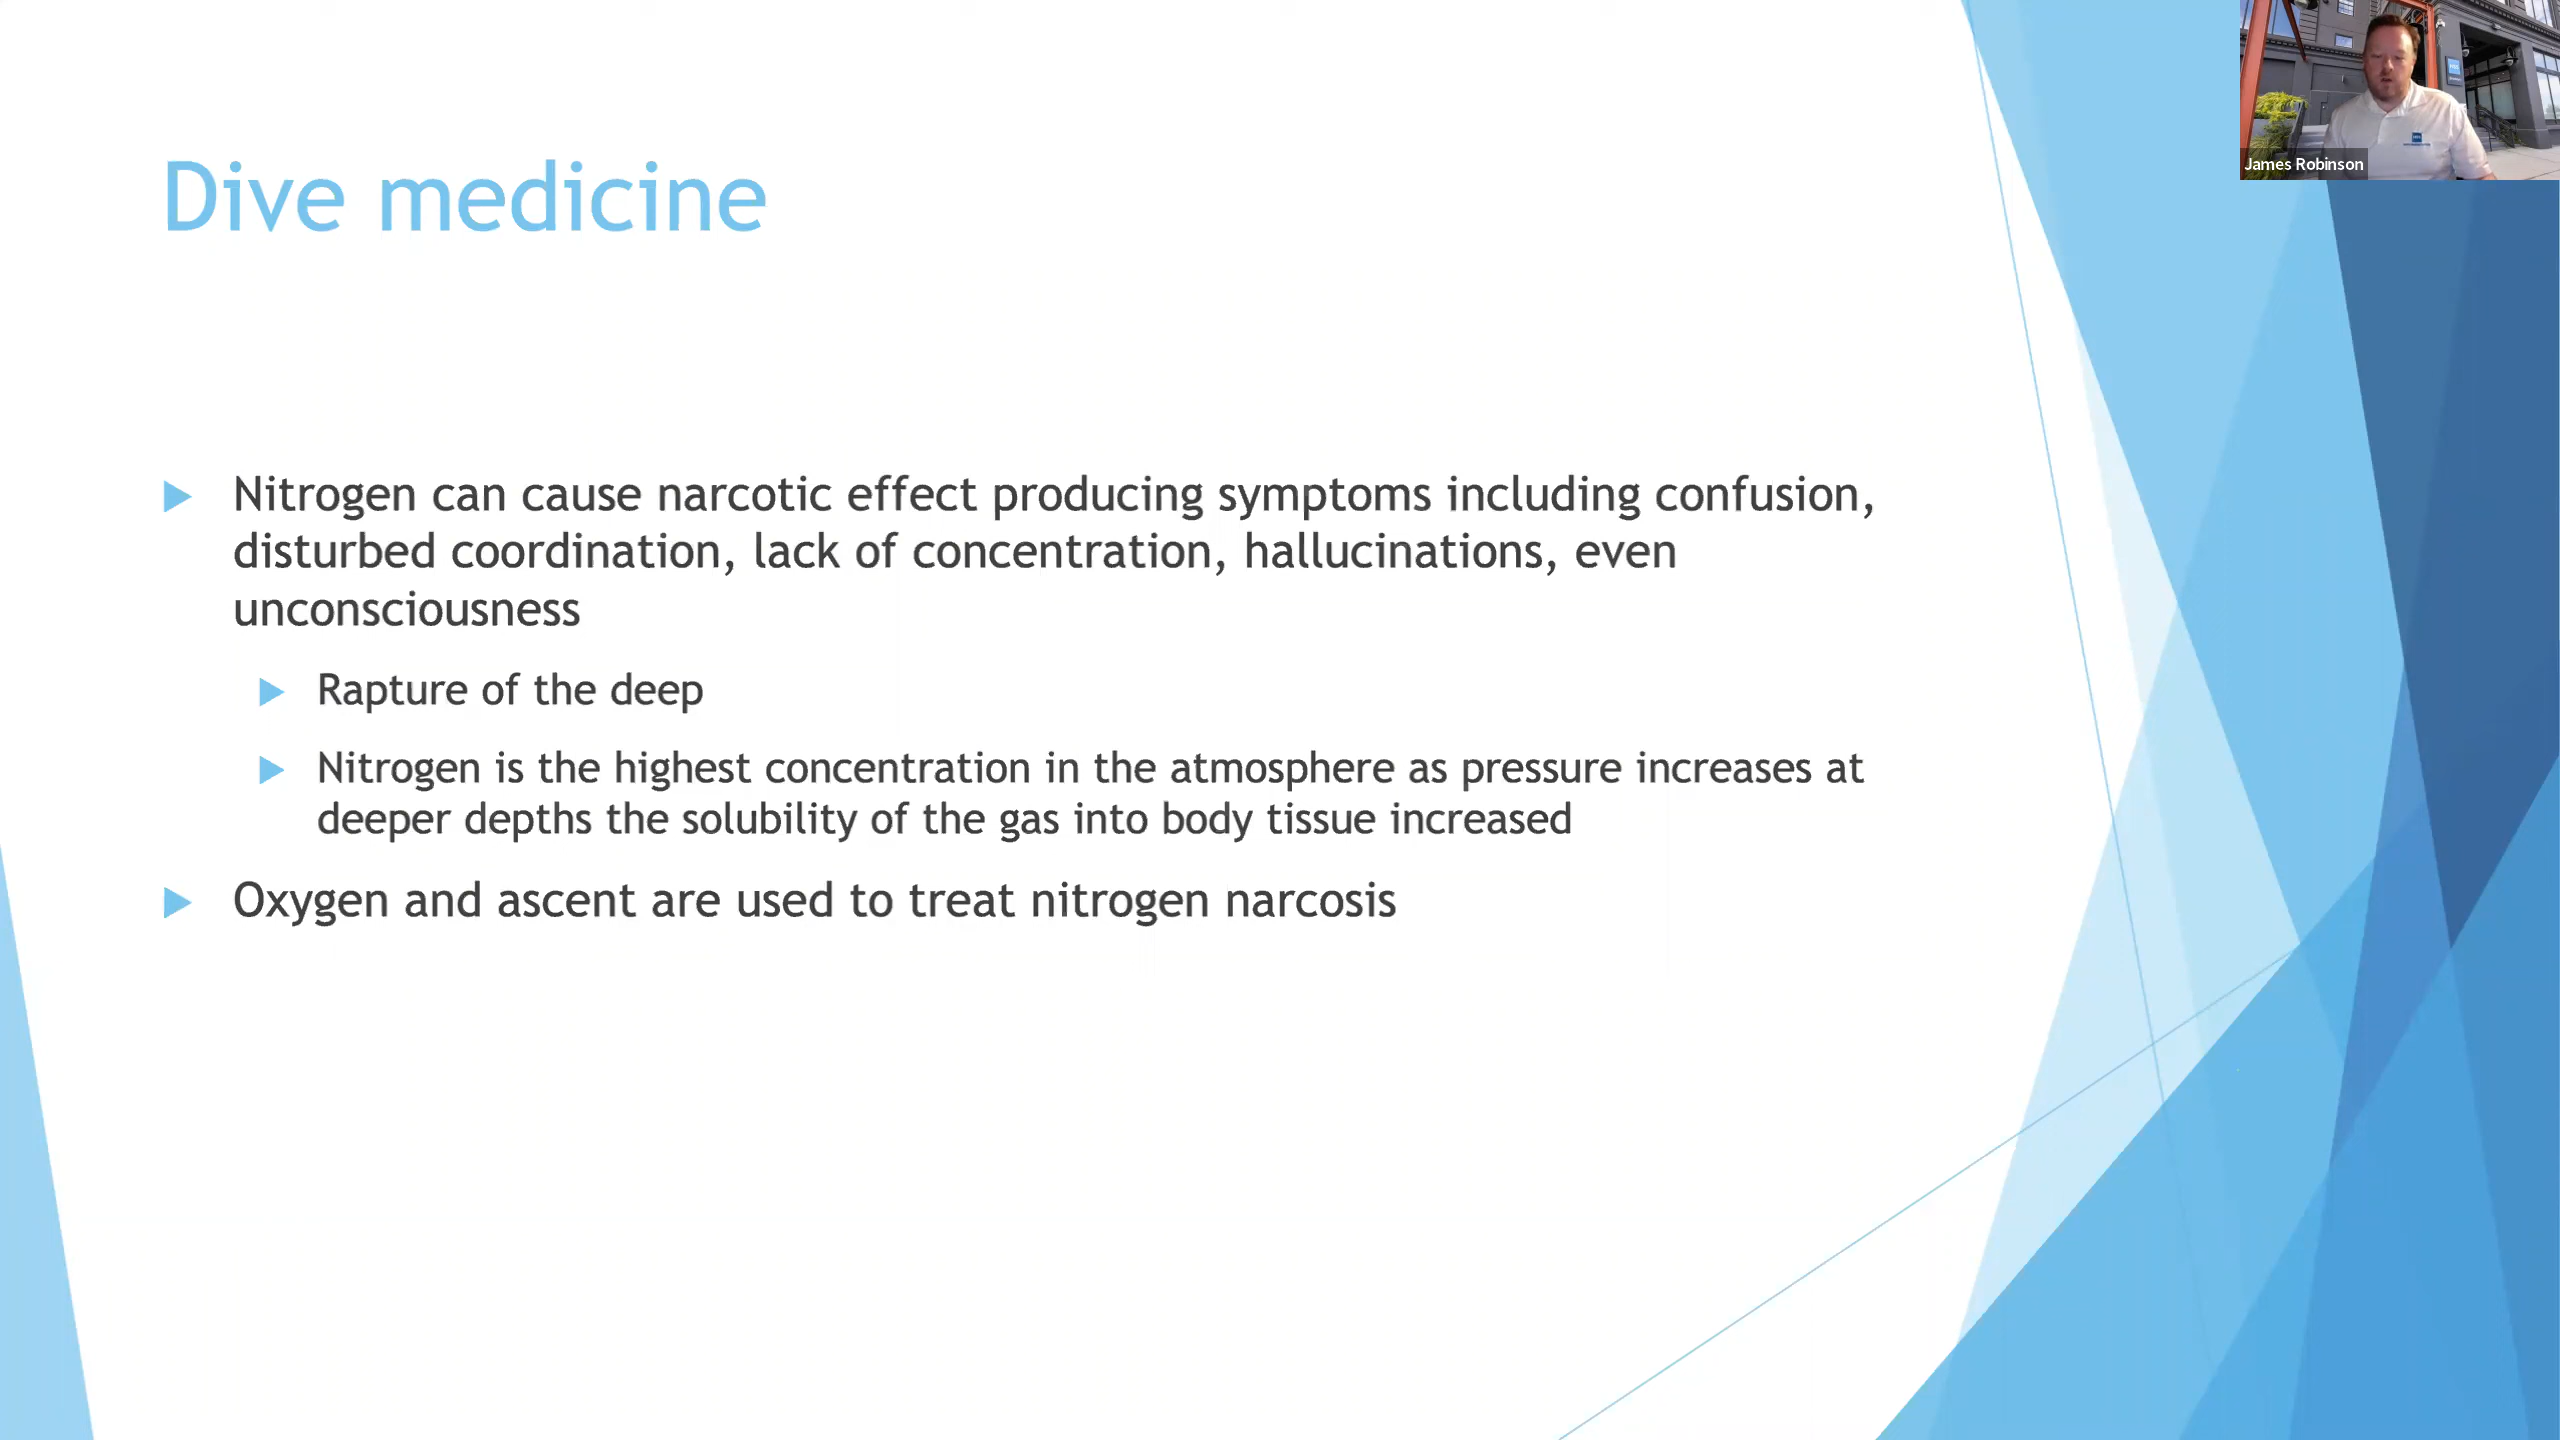 Dive medicine
Nitrogen can cause narcotic effect producing symptoms including confusion,
disturbed coordination, lack of concentration, hallucinations, even
unconsciousness
Rapture of the deep
Nitrogen is the highest concentration in the atmosphere as pressure increases at
deeper depths the solubility of the gas into body tissue increased
Oxygen and ascent are used to treat nitrogen narcosis
James Robinson